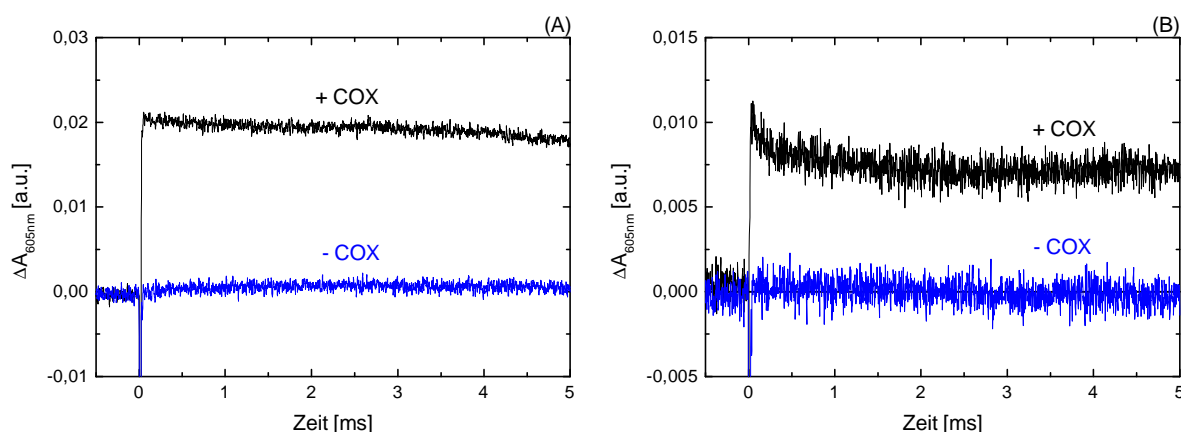 (A)
0,03
0,02
0,01
0,00
-0,01
+ COX
- COX
0 1 2 3 4 5
Zeit [ms]
ΔA605nm [a.u.]
(B)
0,015
0,010
0,005
0,000
-0,005
+ COX
- COX
0 1 2 3 4 5
Zeit [ms]
ΔA605nm [a.u.]